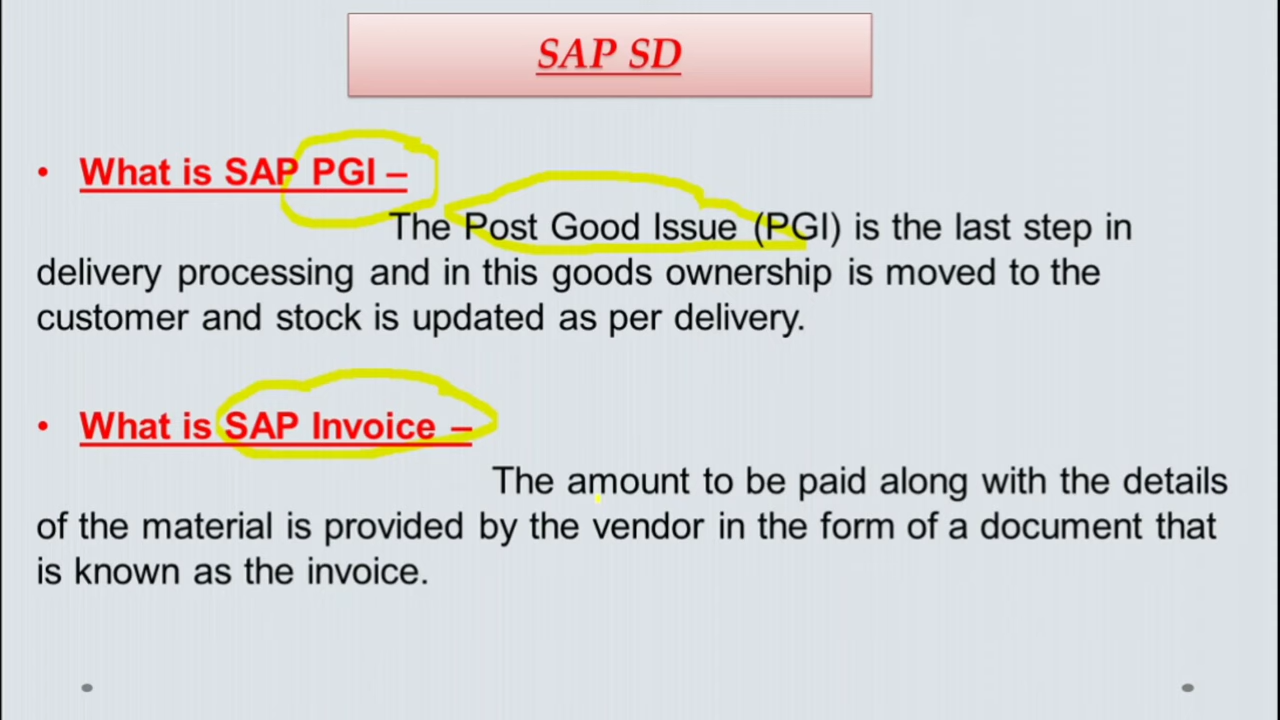 SAP SD
• What is SAP PGI –
The Post Good Issue (PGI) is the last step in
delivery processing and in this goods ownership is moved to the
customer and stock is updated as per delivery.
• What is SAP Invoice –
The amount to be paid along with the details
of the material is provided by the vendor in the form of a document that
is known as the invoice.